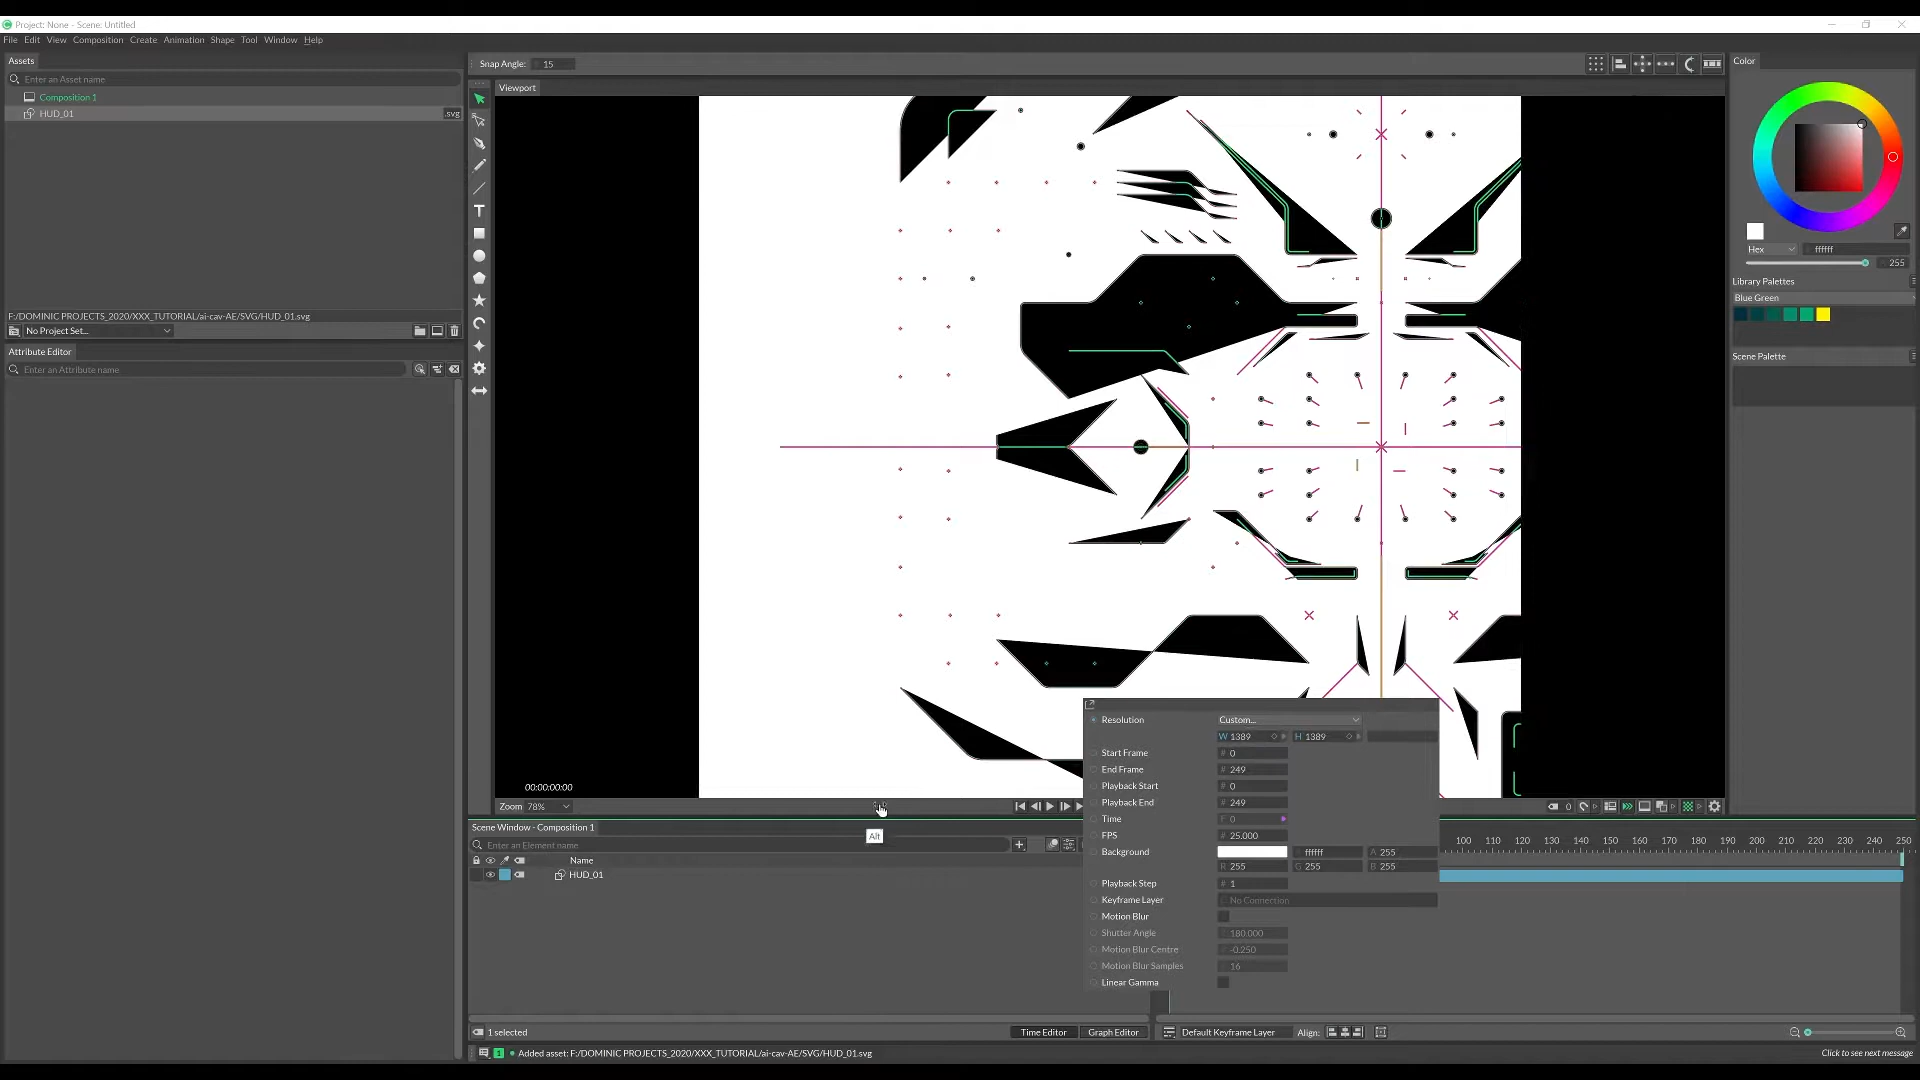 Project: None - Scene: Untitled
File Edit View Composition Create Animation Shape Tool Window Help
Assets
Enter an Asset name
Composition 1
HUD_01 .svg
F:/DOMINIC PROJECTS_2020/XXX_TUTORIAL/ai-cav-AE/SVG/HUD_01.svg
No Project Set...
Attribute Editor
Enter an Attribute name
Snap Angle: 15
Viewport
00:00:00:00
Zoom 78%
0
Alt
Resolution Custom...
W 1389 H 1389
Start Frame # 0
End Frame # 249
Playback Start # 0
Playback End # 249
Time F 0
FPS # 25.000
Background ffffff A 255
R 255 G 255 B 255
Playback Step # 1
Keyframe Layer No Connection
Motion Blur
Shutter Angle 180.000
Motion Blur Centre -0.250
Motion Blur Samples 16
Linear Gamma
Scene Window - Composition 1
Enter an Element name
Name
HUD_01
100 110 120 130 140 150 160 170 180 190 200 210 220 230 240 250
1 selected
Time Editor Graph Editor
Default Keyframe Layer Align:
1 Added asset: F:/DOMINIC PROJECTS_2020/XXX_TUTORIAL/ai-cav-AE/SVG/HUD_01.svg
Click to see next message
Color
Hex ffffff
255
Library Palettes
Blue Green
Scene Palette